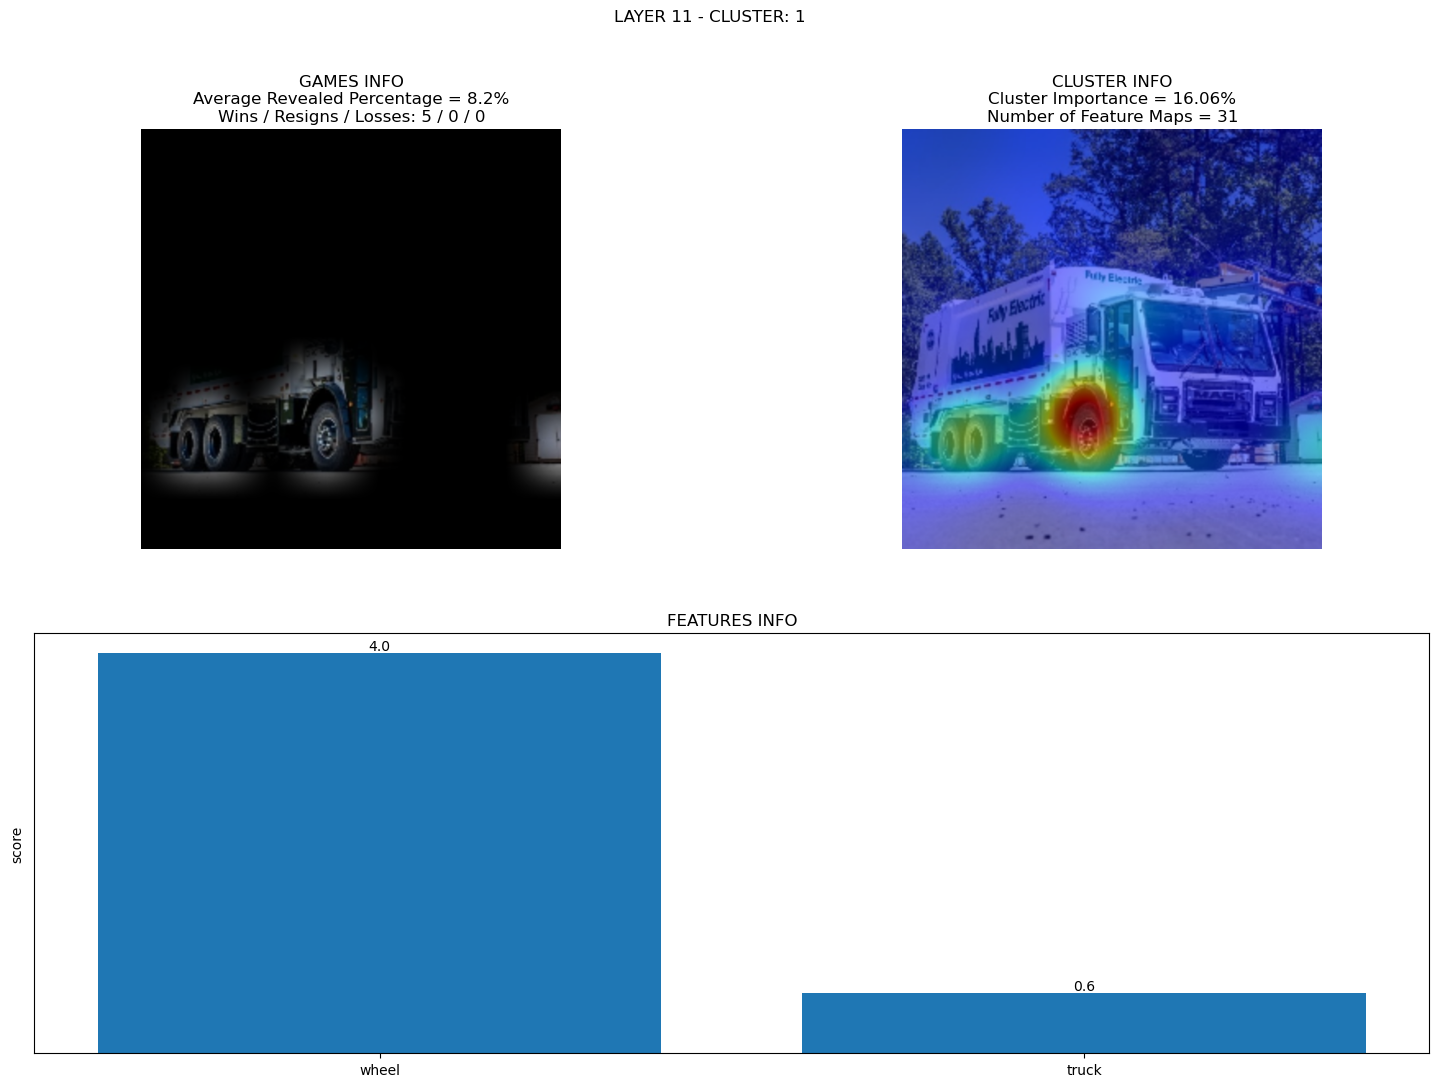 LAYER 11 - CLUSTER: 1
GAMES INFO
Average Revealed Percentage = 8.2%
Wins / Resigns / Losses: 5 / 0 / 0
CLUSTER INFO
Cluster Importance = 16.06%
Number of Feature Maps = 31
Fully Electric
Fully Electric
FEATURES INFO
4.0
0.6
score
wheel
truck